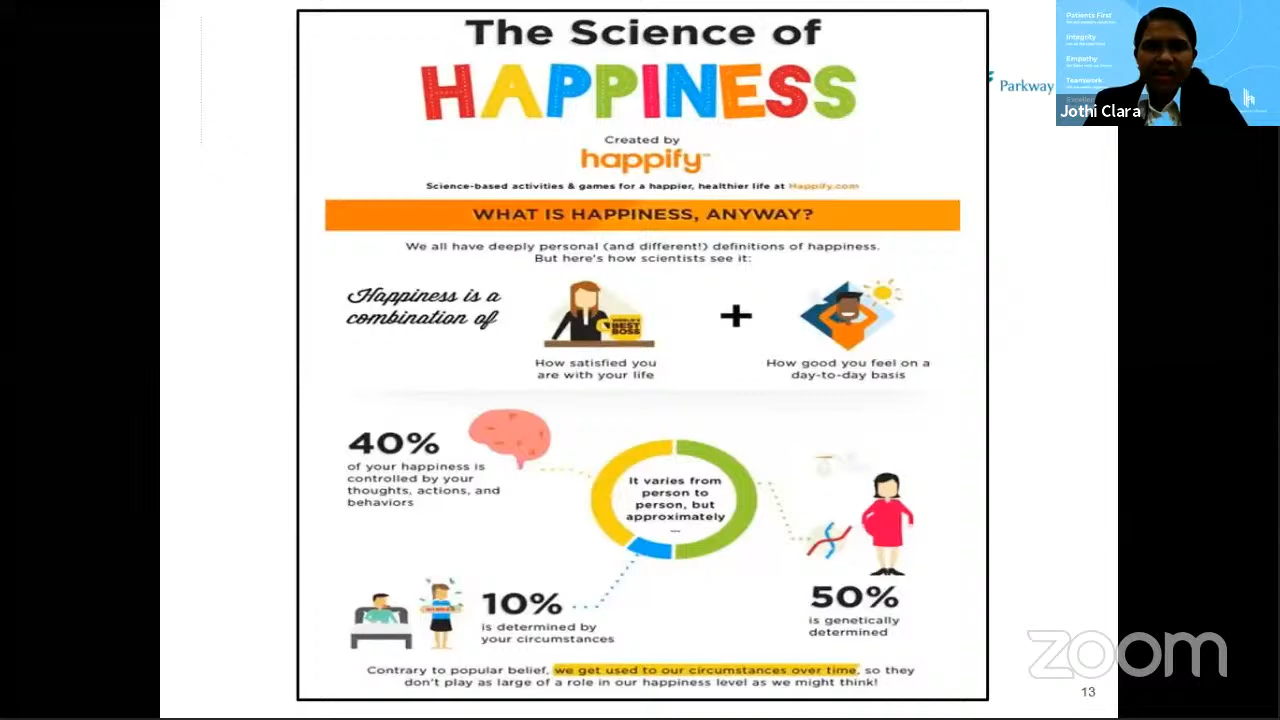 The Science of
HAPPINESS
Created by
happify
Science-based activities & games for a happier, healthier life at Happify.com
WHAT IS HAPPINESS, ANYWAY?
We all have deeply personal (and different!) definitions of happiness.
But here's how scientists see it:
Happiness is a
combination of
WORLD'S
BEST
BOSS
+
How satisfied you
are with your life
How good you feel on a
day-to-day basis
40%
of your happiness is
controlled by your
thoughts, actions, and
behaviors
It varies from
person to
person, but
approximately
...
10%
is determined by
your circumstances
50%
is genetically
determined
Contrary to popular belief, we get used to our circumstances over time, so they
don't play as large of a role in our happiness level as we might think!
Parkway
Patients First
Integrity
Empathy
Teamwork
Jothi Clara
zoom
13